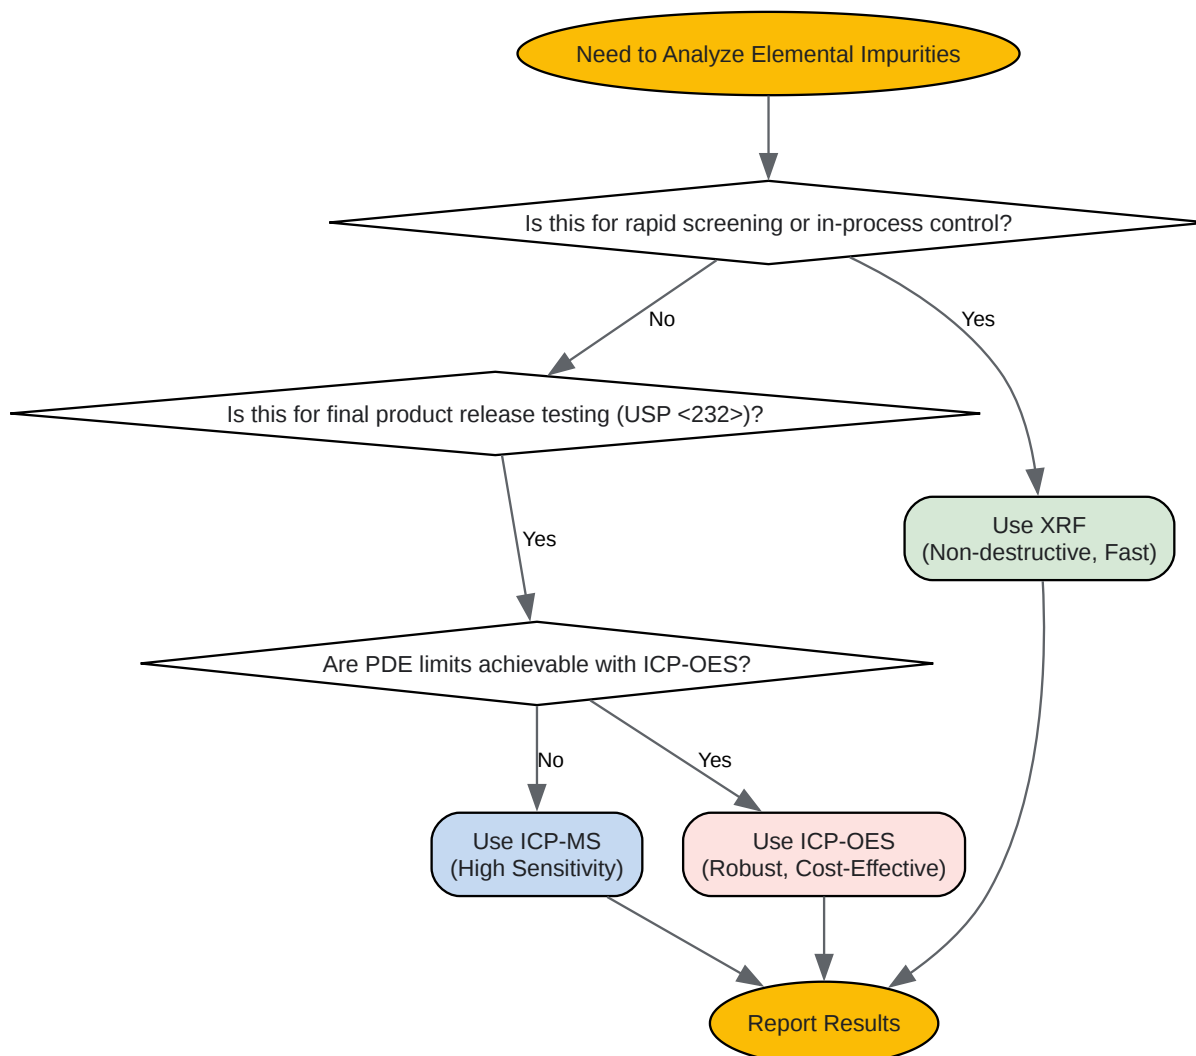 Need to Analyze Elemental Impurities
Is this for rapid screening or in-process control?
No
Yes
Is this for final product release testing (USP <232>)?
Use XRF
(Non-destructive, Fast)
Yes
Are PDE limits achievable with ICP-OES?
No
Yes
Use ICP-MS
(High Sensitivity)
Use ICP-OES
(Robust, Cost-Effective)
Report Results